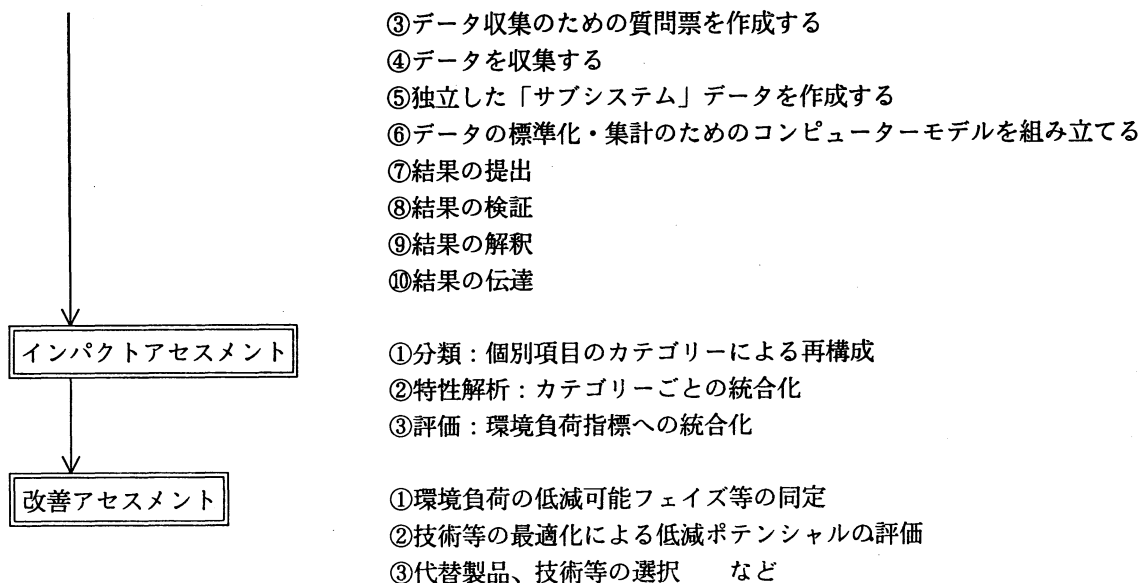 ③データ収集のための質問票を作成する
④データを収集する
⑤独立した「サブシステム」データを作成する
⑥データの標準化・集計のためのコンピューターモデルを組み立てる
⑦結果の提出
⑧結果の検証
⑨結果の解釈
⑩結果の伝達
インパクトアセスメント
①分類：個別項目のカテゴリーによる再構成
②特性解析：カテゴリーごとの統合化
③評価：環境負荷指標への統合化
改善アセスメント
①環境負荷の低減可能フェイズ等の同定
②技術等の最適化による低減ポテンシャルの評価
③代替製品、技術等の選択　　など